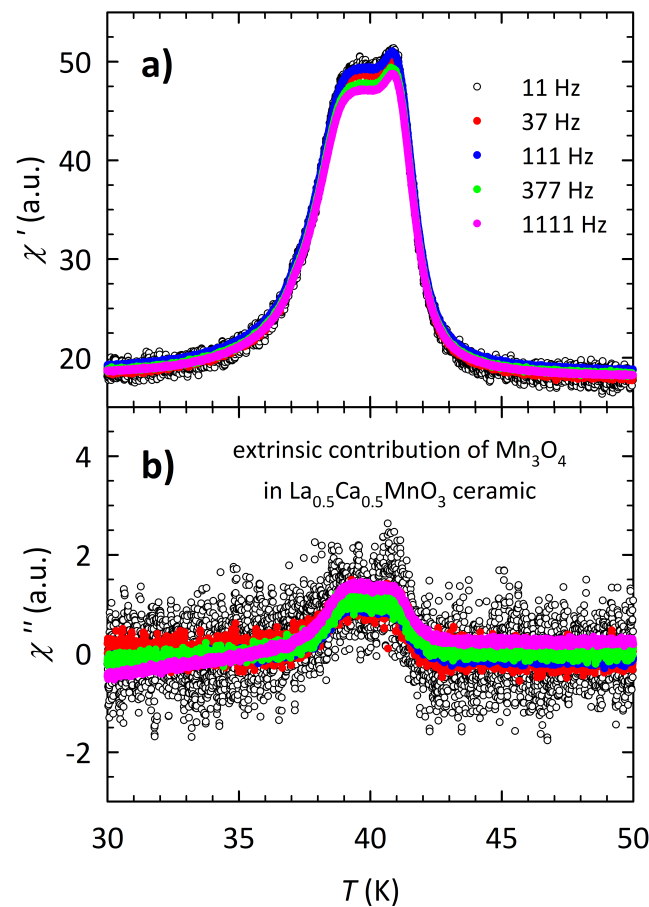 a)
11 Hz
37 Hz
111 Hz
377 Hz
1111 Hz
χ ' (a.u.)
50
40
30
20
b)
extrinsic contribution of Mn₃O₄
in La₀.₅Ca₀.₅MnO₃ ceramic
χ '' (a.u.)
4
2
0
-2
30
35
40
45
50
T (K)